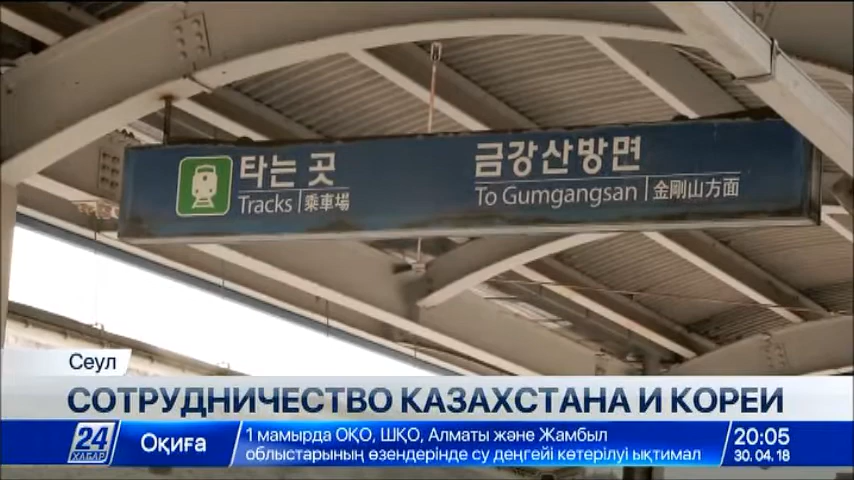 타는 곳
Tracks 乘車場
금강산방면
To Gumgangsan 金剛山方面
Сеул
СОТРУДНИЧЕСТВО КАЗАХСТАНА И КОРЕИ
24
ХАБАР
Оқиға
1 мамырда ОҚО, ШҚО, Алматы және Жамбыл
облыстарының өзендерінде су деңгейі көтерілуі ықтимал
20:05
30.04.18